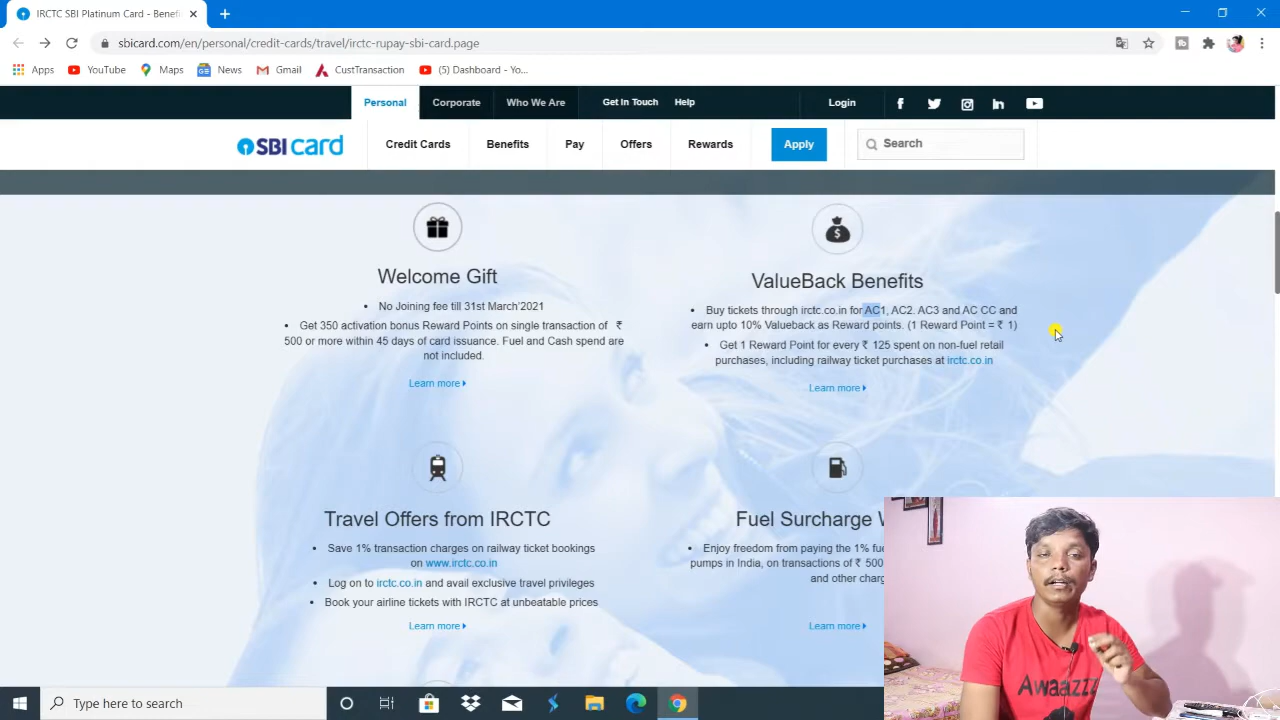 IRCTC SBI Platinum Card - Benefi
sbicard.com/en/personal/credit-cards/travel/irctc-rupay-sbi-card.page
Apps YouTube Maps News Gmail CustTransaction (5) Dashboard - Yo...
Personal Corporate Who We Are Get In Touch Help Login
SBI card Credit Cards Benefits Pay Offers Rewards Apply Search
Welcome Gift
• No Joining fee till 31st March'2021
• Get 350 activation bonus Reward Points on single transaction of ₹
500 or more within 45 days of card issuance. Fuel and Cash spend are
not included.
Learn more
ValueBack Benefits
• Buy tickets through irctc.co.in for AC1, AC2. AC3 and AC CC and
earn upto 10% Valueback as Reward points. (1 Reward Point = ₹ 1)
• Get 1 Reward Point for every ₹ 125 spent on non-fuel retail
purchases, including railway ticket purchases at irctc.co.in
Learn more
Travel Offers from IRCTC
• Save 1% transaction charges on railway ticket bookings
on www.irctc.co.in
• Log on to irctc.co.in and avail exclusive travel privileges
• Book your airline tickets with IRCTC at unbeatable prices
Learn more
Fuel Surcharge W
• Enjoy freedom from paying the 1% fue
pumps in India, on transactions of ₹ 500
and other charg
Learn more
Awaazzz
Type here to search